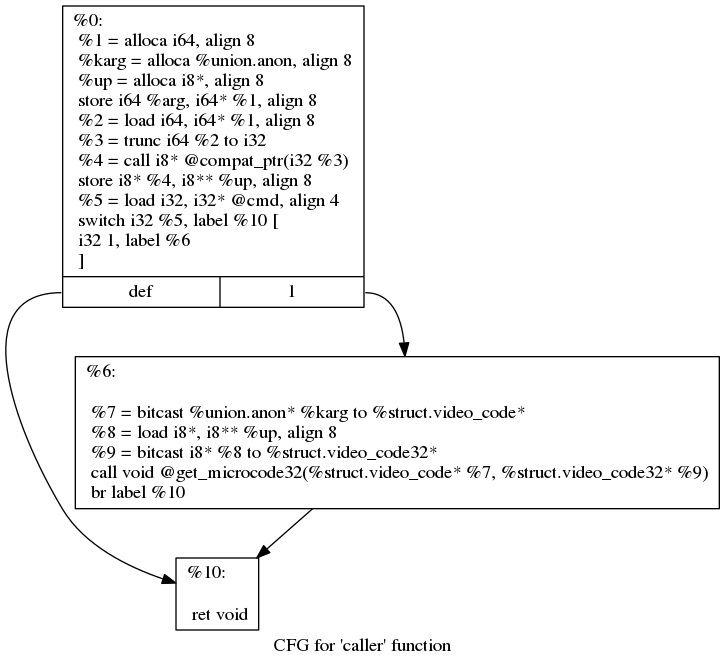 %0:
%1 = alloca i64, align 8
%karg = alloca %union.anon, align 8
%up = alloca i8*, align 8
store i64 %arg, i64* %1, align 8
%2 = load i64, i64* %1, align 8
%3 = trunc i64 %2 to i32
%4 = call i8* @compat_ptr(i32 %3)
store i8* %4, i8** %up, align 8
%5 = load i32, i32* @cmd, align 4
switch i32 %5, label %10 [
i32 1, label %6
]
def 1
%6:
%7 = bitcast %union.anon* %karg to %struct.video_code*
%8 = load i8*, i8** %up, align 8
%9 = bitcast i8* %8 to %struct.video_code32*
call void @get_microcode32(%struct.video_code* %7, %struct.video_code32* %9)
br label %10
%10:
ret void
CFG for 'caller' function